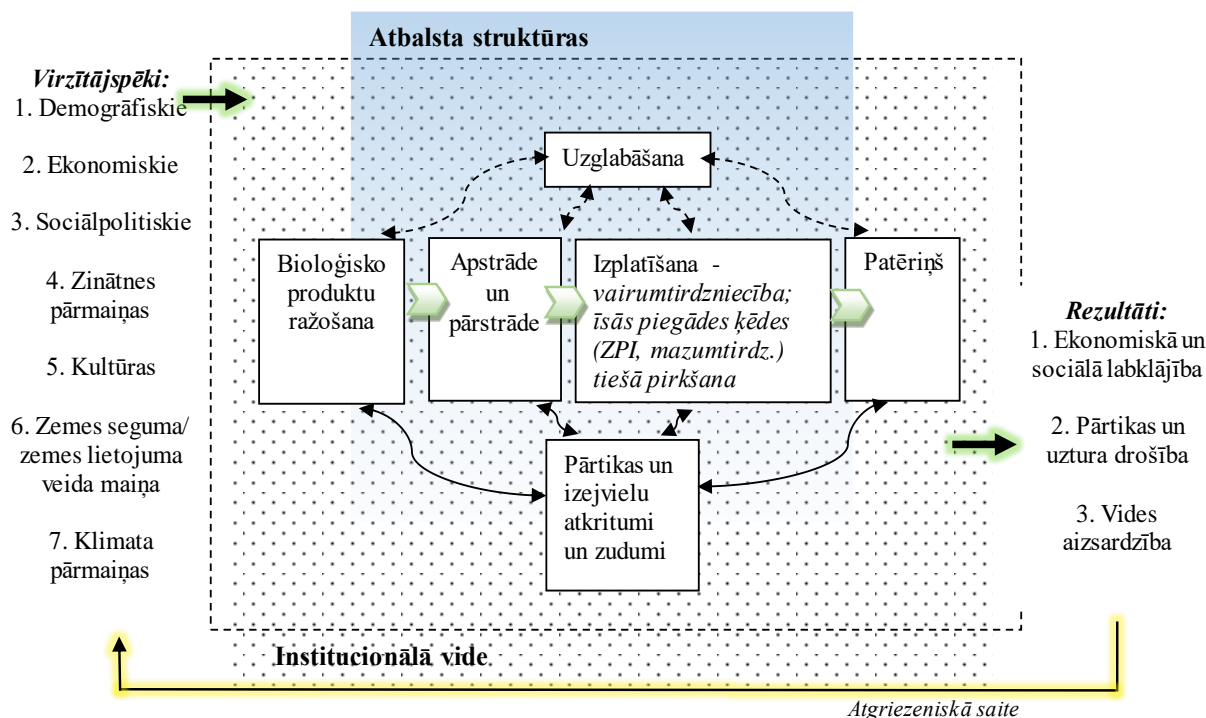 Atbalsta struktūras
Virzītājspēki:
1. Demogrāfiskie
2. Ekonomiskie
3. Sociālpolitiskie
4. Zinātnes
pārmaiņas
5. Kultūras
6. Zemes seguma/
zemes lietojuma
veida maiņa
7. Klimata
pārmaiņas
Uzglabāšana
Bioloģisko
produktu
ražošana
Apstrāde
un
pārstrāde
Izplatīšana -
vairumtirdzniecība;
īsās piegādes ķēdes
(ZPI, mazumtirdz.)
tiešā pirkšana
Patēriņš
Pārtikas un
izejvielu
atkritumi
un zudumi
Rezultāti:
1. Ekonomiskā un
sociālā labklājība
2. Pārtikas un
uztura drošība
3. Vides
aizsardzība
Institucionālā vide
Atgriezeniskā saite